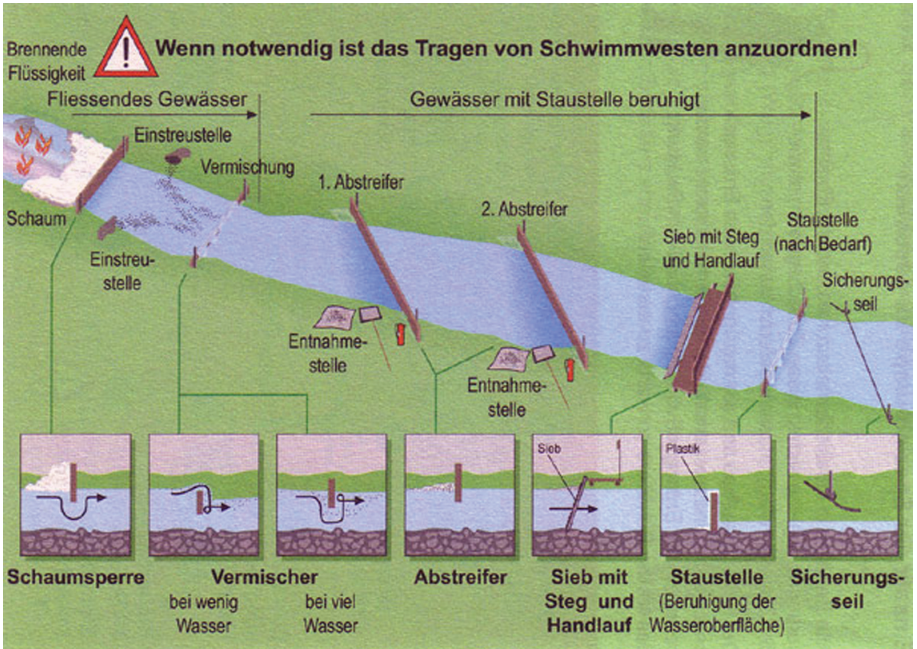 Brennende
Flüssigkeit
Wenn notwendig ist das Tragen von Schwimmwesten anzuordnen!
Fliessendes Gewässer
Gewässer mit Staustelle beruhigt
Einstreustelle
Vermischung
1. Abstreifer
2. Abstreifer
Schaum
Einstreu-
stelle
Sieb mit Steg
und Handlauf
Staustelle
(nach Bedarf)
Sicherungs-
seil
Entnahme-
stelle
Entnahme-
stelle
Sieb
Plastik
Schaumsperre
Vermischer
bei wenig
Wasser
bei viel
Wasser
Abstreifer
Sieb mit
Steg und
Handlauf
Staustelle
(Beruhigung der
Wasseroberfläche)
Sicherungs-
seil